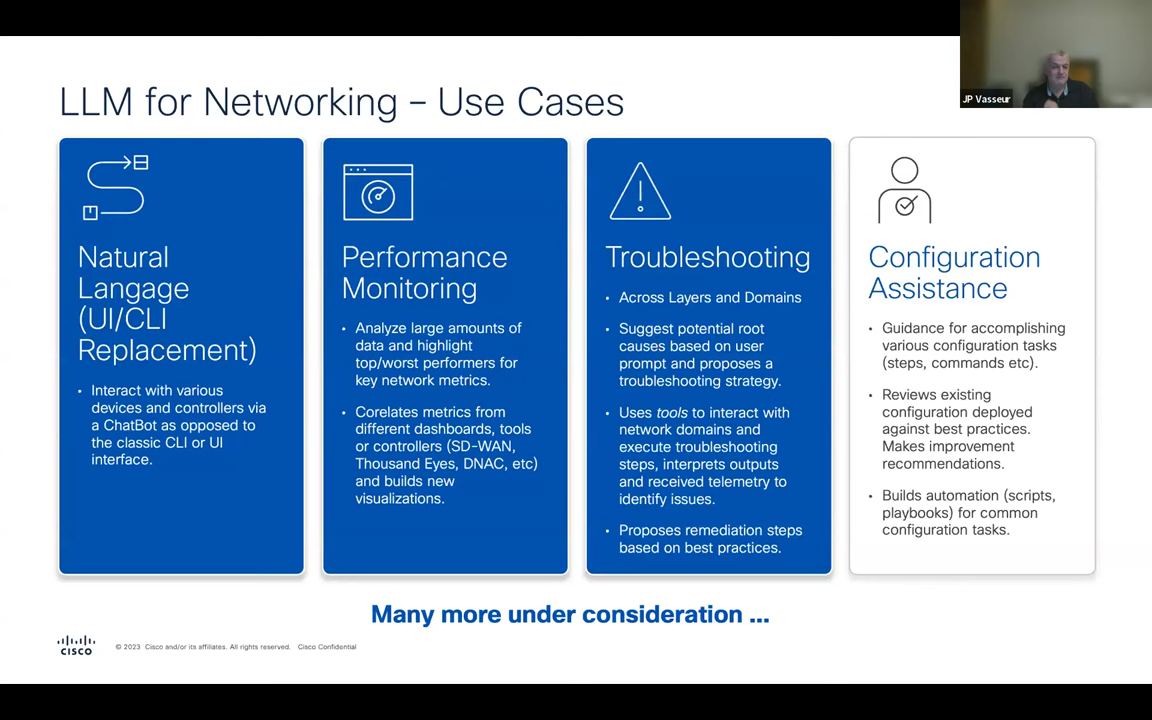 JP Vasseur
LLM for Networking – Use Cases
Natural
Langage
(UI/CLI
Replacement)
• Interact with various
devices and controllers via
a ChatBot as opposed to
the classic CLI or UI
interface.
Performance
Monitoring
• Analyze large amounts of
data and highlight
top/worst performers for
key network metrics.
• Corelates metrics from
different dashboards, tools
or controllers (SD-WAN,
Thousand Eyes, DNAC, etc)
and builds new
visualizations.
Troubleshooting
• Across Layers and Domains
• Suggest potential root
causes based on user
prompt and proposes a
troubleshooting strategy.
• Uses tools to interact with
network domains and
execute troubleshooting
steps, interprets outputs
and received telemetry to
identify issues.
• Proposes remediation steps
based on best practices.
Configuration
Assistance
• Guidance for accomplishing
various configuration tasks
(steps, commands etc).
• Reviews existing
configuration deployed
against best practices.
Makes improvement
recommendations.
• Builds automation (scripts,
playbooks) for common
configuration tasks.
Many more under consideration ...
CISCO
© 2023 Cisco and/or its affiliates. All rights reserved. Cisco Confidential